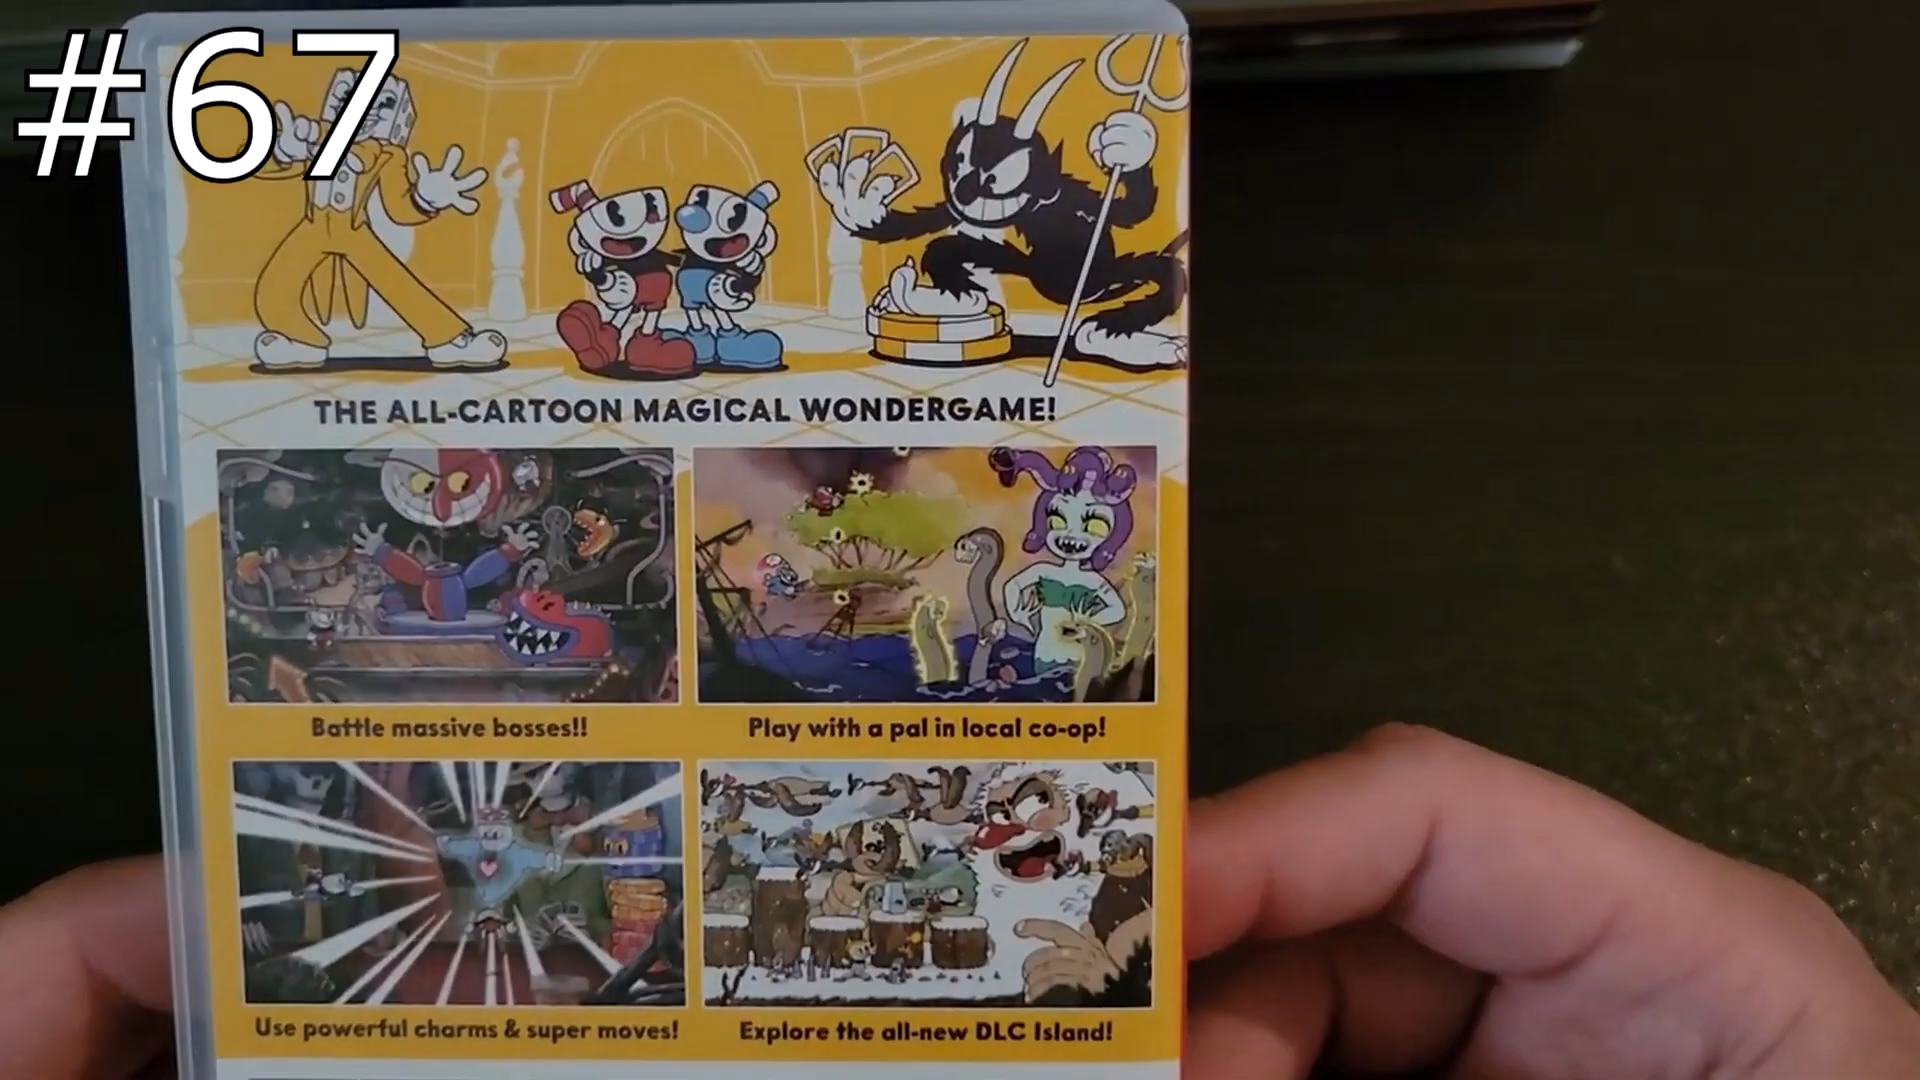 #67
THE ALL-CARTOON MAGICAL WONDERGAME!
Battle massive bosses!!
Play with a pal in local co-op!
Use powerful charms & super moves!
Explore the all-new DLC Island!